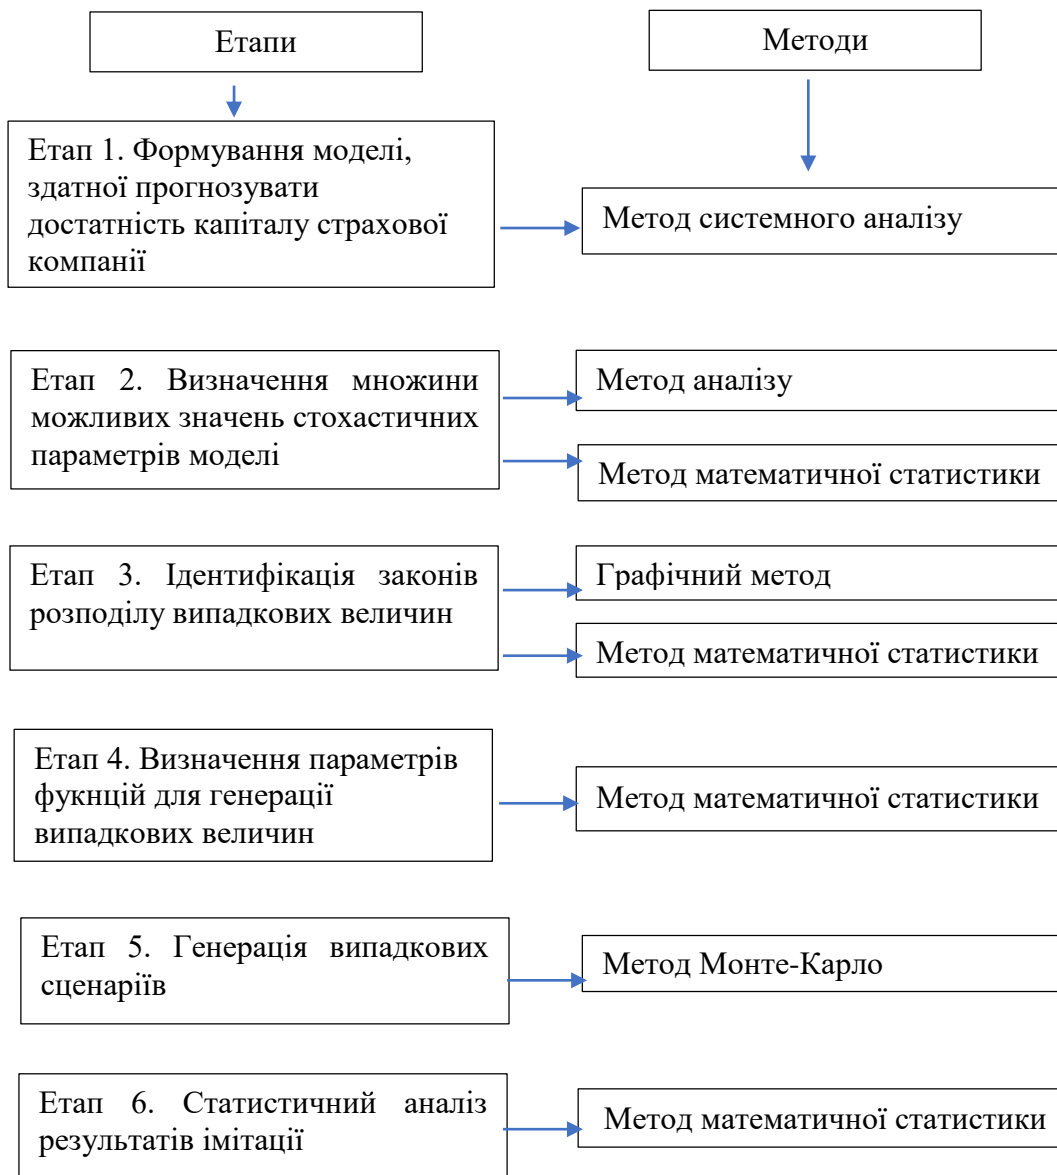 Етапи
Методи
Етап 1. Формування моделі,
здатної прогнозувати
достатність капіталу страхової
компанії
Метод системного аналізу
Етап 2. Визначення множини
можливих значень стохастичних
параметрів моделі
Метод аналізу
Метод математичної статистики
Етап 3. Ідентифікація законів
розподілу випадкових величин
Графічний метод
Метод математичної статистики
Етап 4. Визначення параметрів
фукнцій для генерації
випадкових величин
Метод математичної статистики
Етап 5. Генерація випадкових
сценаріїв
Метод Монте-Карло
Етап 6. Статистичний аналіз
результатів імітації
Метод математичної статистики